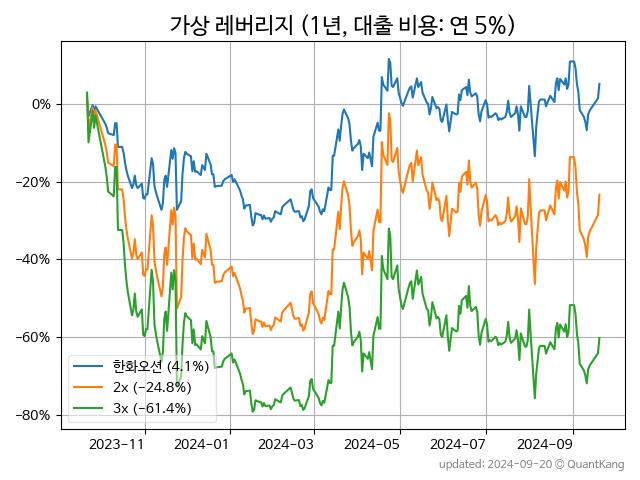 가상 레버리지 (1년, 대출 비용: 연 5%)
0%
−20%
−40%
−60%
−80%
한화오션 (4.1%)
2x (−24.8%)
3x (−61.4%)
2023-11
2024-01
2024-03
2024-05
2024-07
2024-09
updated: 2024-09-20 © QuantKang